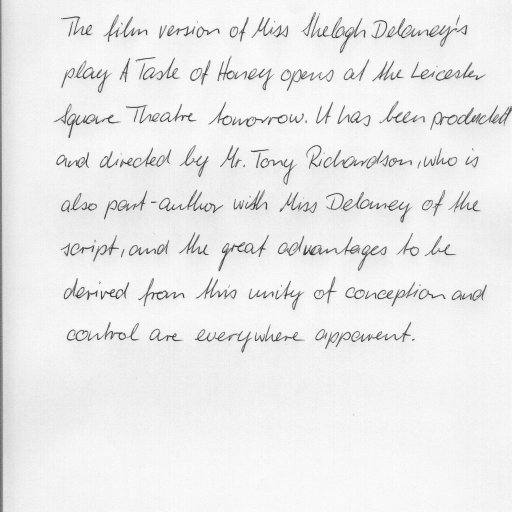 The film version of Miss Shelagh Delaney's
play A Taste of Honey opens at the Leicester
Square Theatre tomorrow. It has been produced
and directed by Mr. Tony Richardson, who is
also part-author with Miss Delaney of the
script, and the great advantages to be
derived from this unity of conception and
control are everywhere apparent.